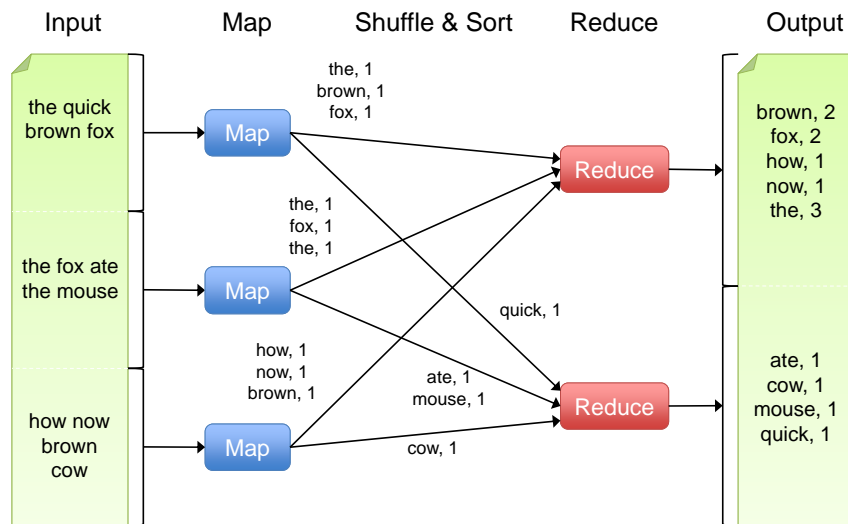 Input
Map
Shuffle & Sort
Reduce
Output
the quick
brown fox
the fox ate
the mouse
how now
brown
cow
Map
Map
Map
the, 1
brown, 1
fox, 1
the, 1
fox, 1
the, 1
how, 1
now, 1
brown, 1
quick, 1
ate, 1
mouse, 1
cow, 1
Reduce
Reduce
brown, 2
fox, 2
how, 1
now, 1
the, 3
ate, 1
cow, 1
mouse, 1
quick, 1